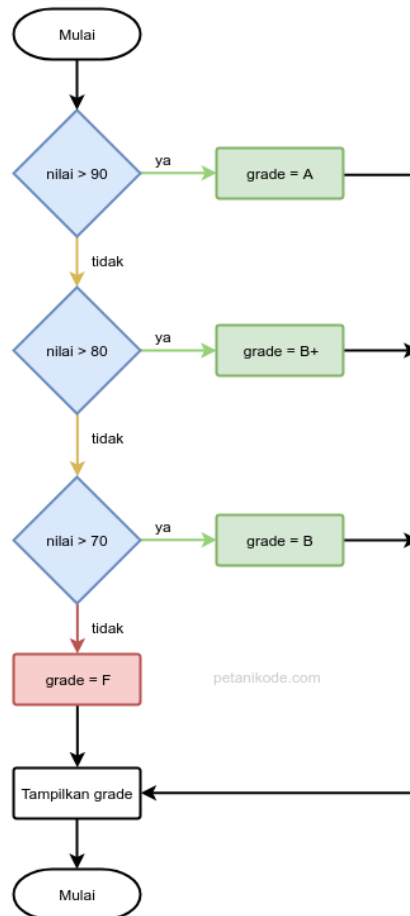 Mulai
nilai > 90
ya
grade = A
tidak
nilai > 80
ya
grade = B+
tidak
nilai > 70
ya
grade = B
tidak
grade = F
petanikode.com
Tampilkan grade
Mulai